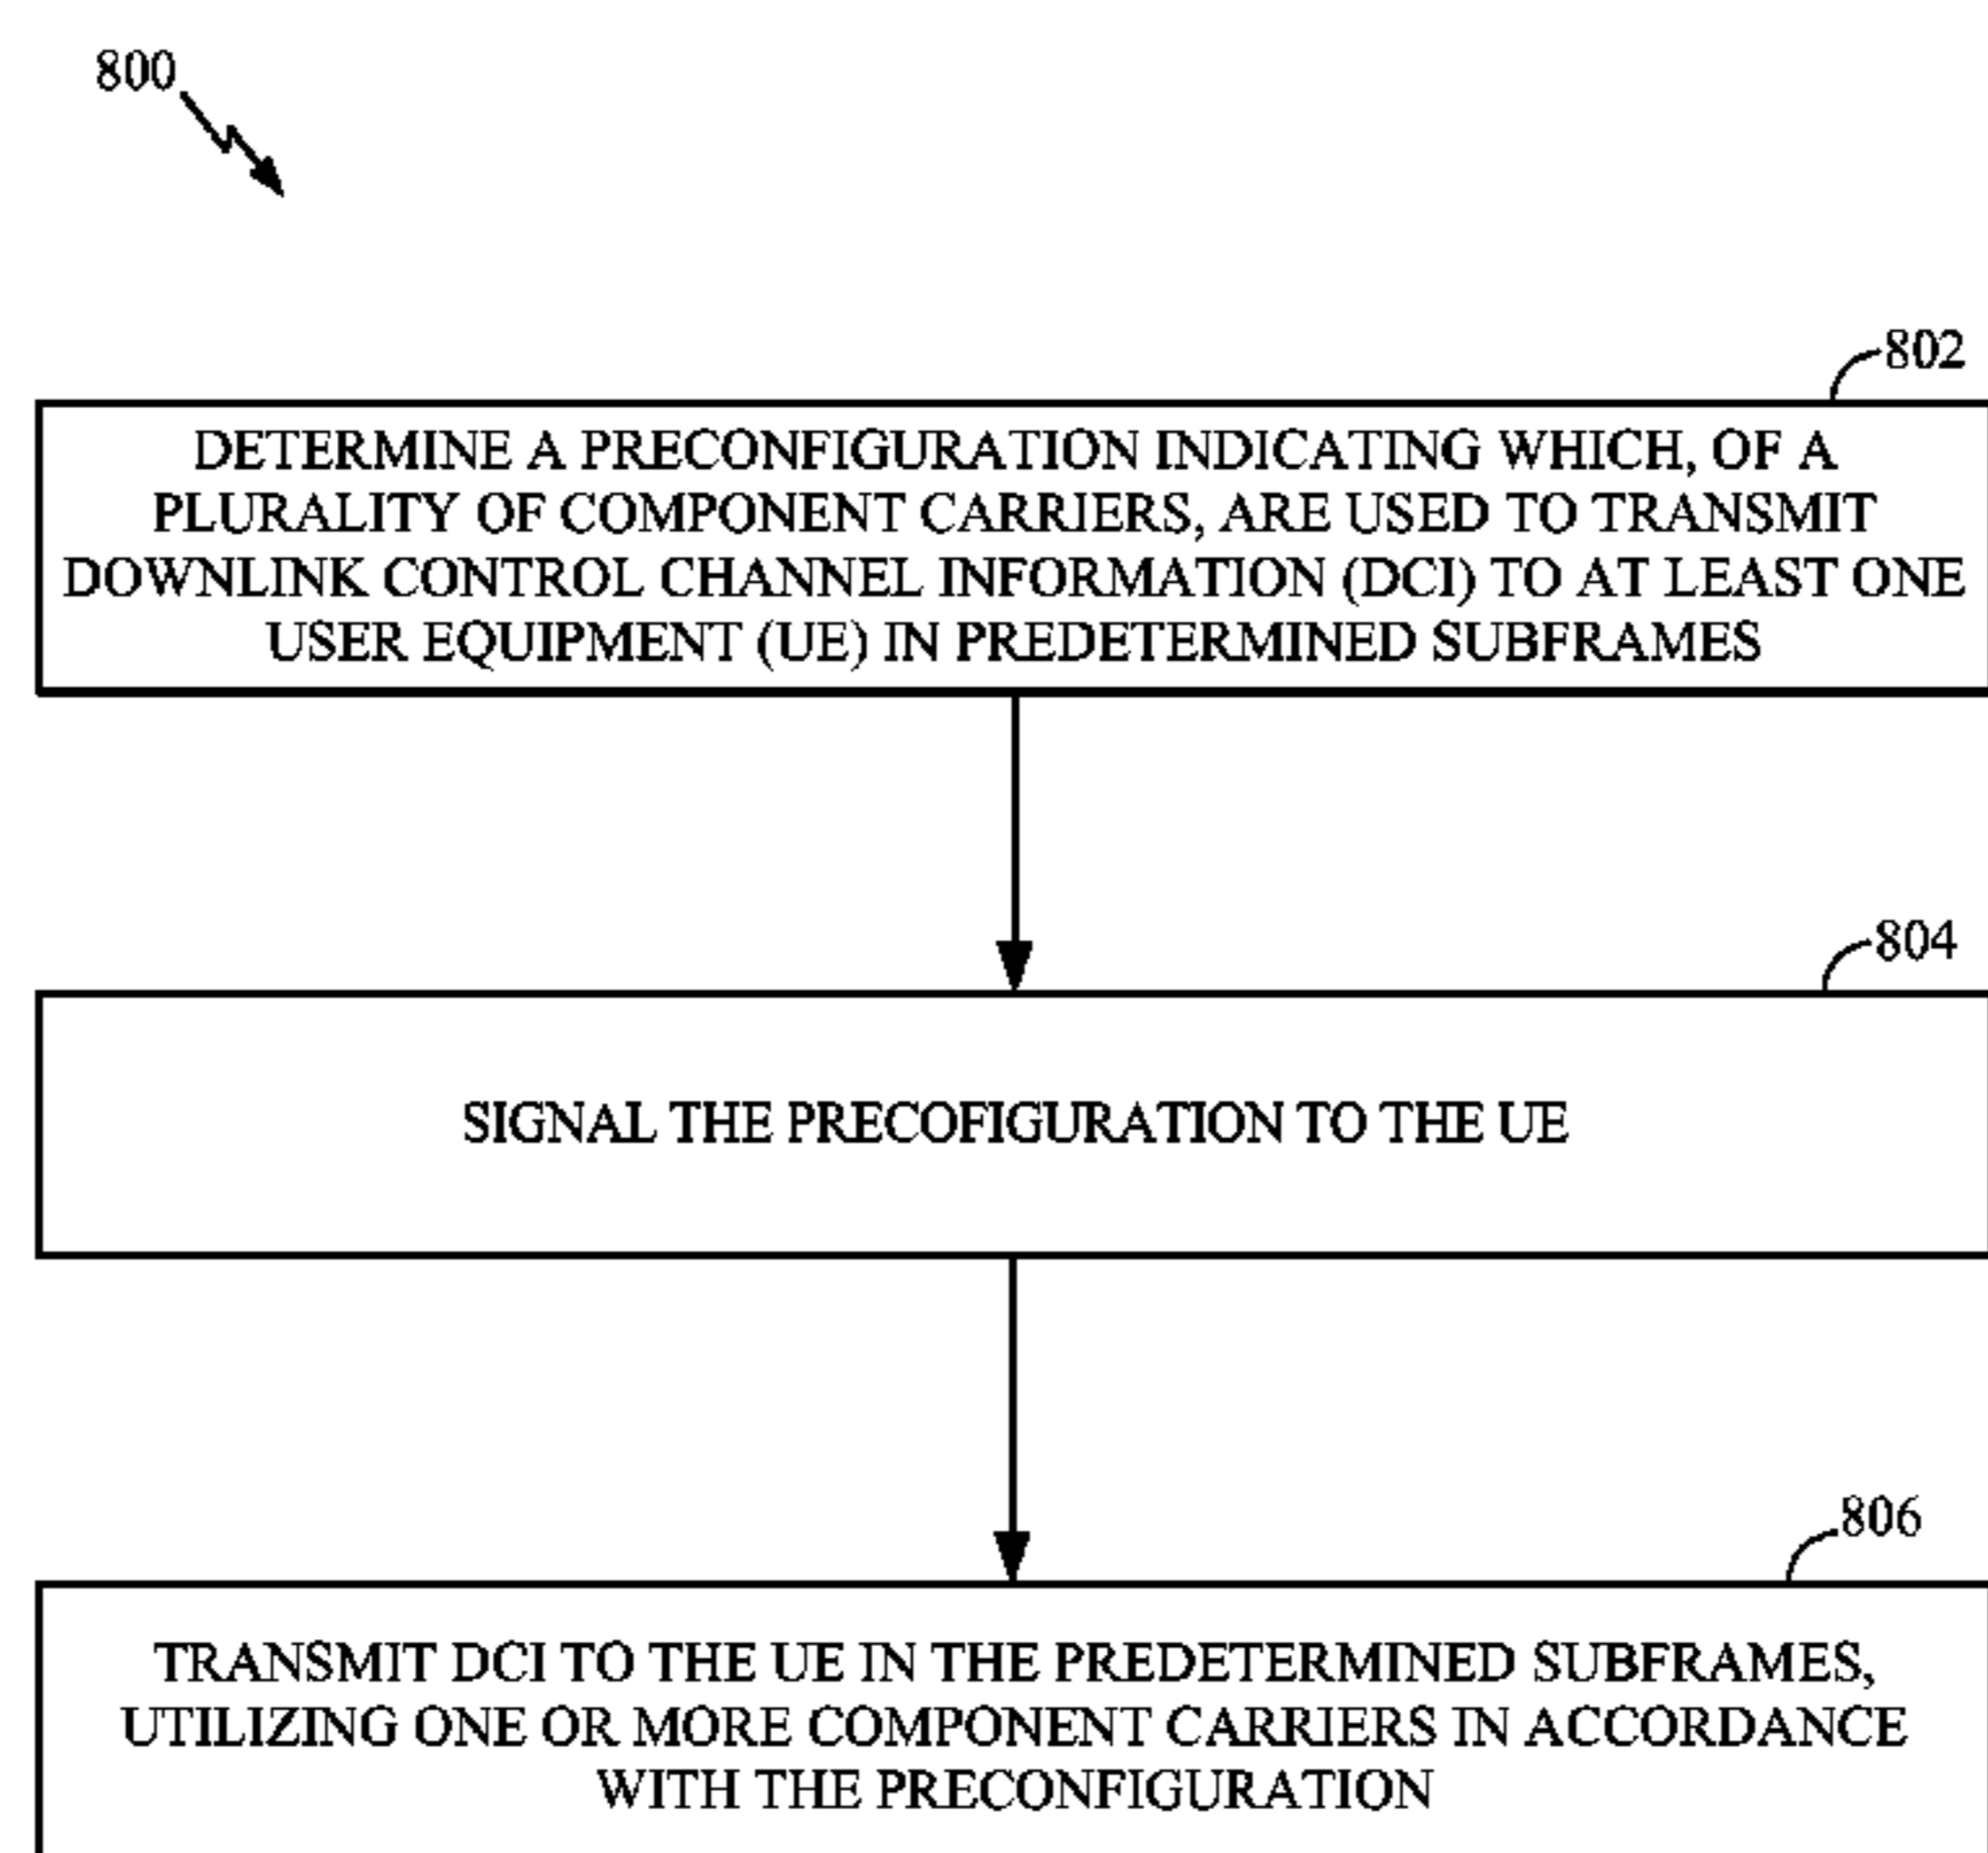 800
802
DETERMINE A PRECONFIGURATION INDICATING WHICH, OF A
PLURALITY OF COMPONENT CARRIERS, ARE USED TO TRANSMIT
DOWNLINK CONTROL CHANNEL INFORMATION (DCI) TO AT LEAST ONE
USER EQUIPMENT (UE) IN PREDETERMINED SUBFRAMES
804
SIGNAL THE PRECOFIGURATION TO THE UE
806
TRANSMIT DCI TO THE UE IN THE PREDETERMINED SUBFRAMES,
UTILIZING ONE OR MORE COMPONENT CARRIERS IN ACCORDANCE
WITH THE PRECONFIGURATION